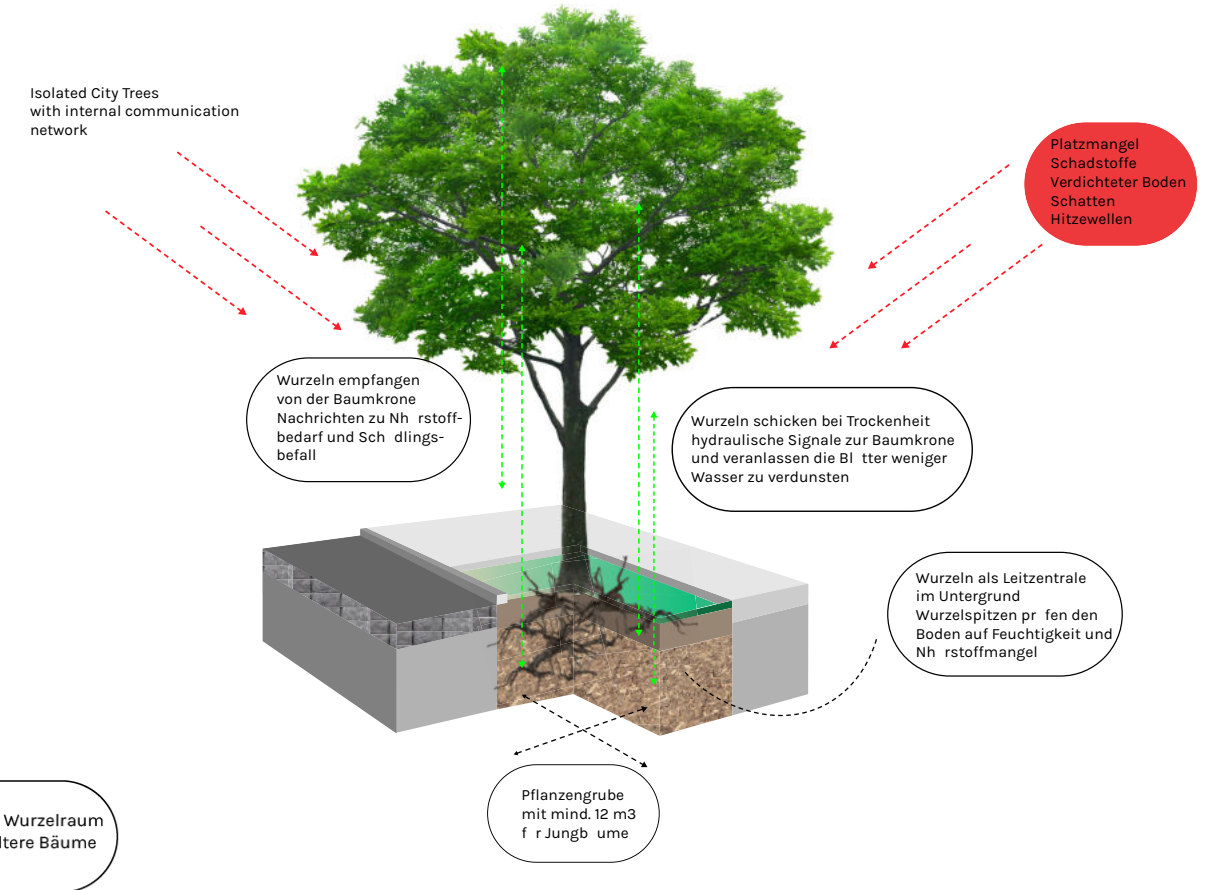 Isolated City Trees
with internal communication
network
Platzmangel
Schadstoffe
Verdichteter Boden
Schatten
Hitzewellen
Wurzeln empfangen
von der Baumkrone
Nachrichten zu Nh  rstoff-
bedarf und Sch  dlings-
befall
Wurzeln schicken bei Trockenheit
hydraulische Signale zur Baumkrone
und veranlassen die Bl  tter weniger
Wasser zu verdunsten
Wurzeln als Leitzentrale
im Untergrund
Wurzelspitzen pr  fen den
Boden auf Feuchtigkeit und
Nh  rstoffmangel
Pflanzengrube
mit mind. 12 m3
f  r Jungb  ume
Wurzelraum
ltere Bäume